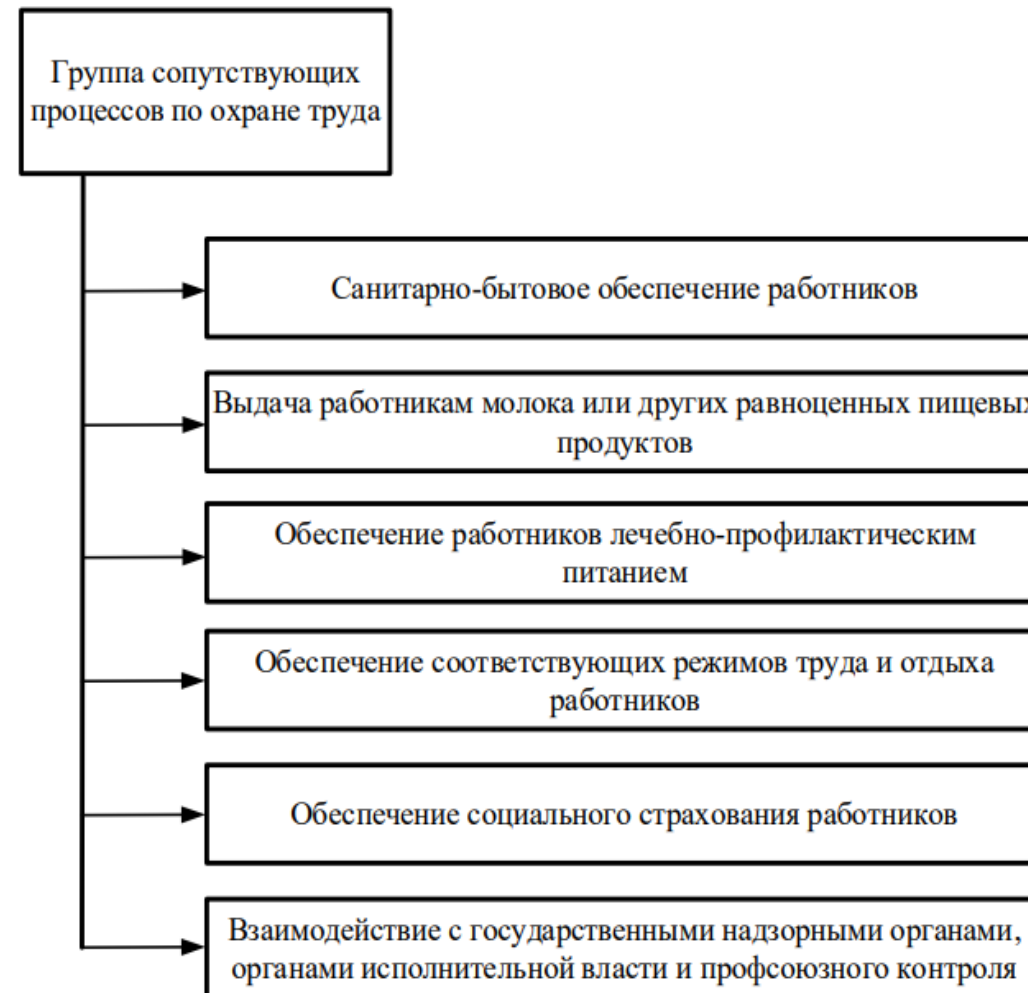 Группа сопутствующих
процессов по охране труда
Санитарно-бытовое обеспечение работников
Выдача работникам молока или других равноценных пищевых
продуктов
Обеспечение работников лечебно-профилактическим
питанием
Обеспечение соответствующих режимов труда и отдыха
работников
Обеспечение социального страхования работников
Взаимодействие с государственными надзорными органами,
органами исполнительной власти и профсоюзного контроля